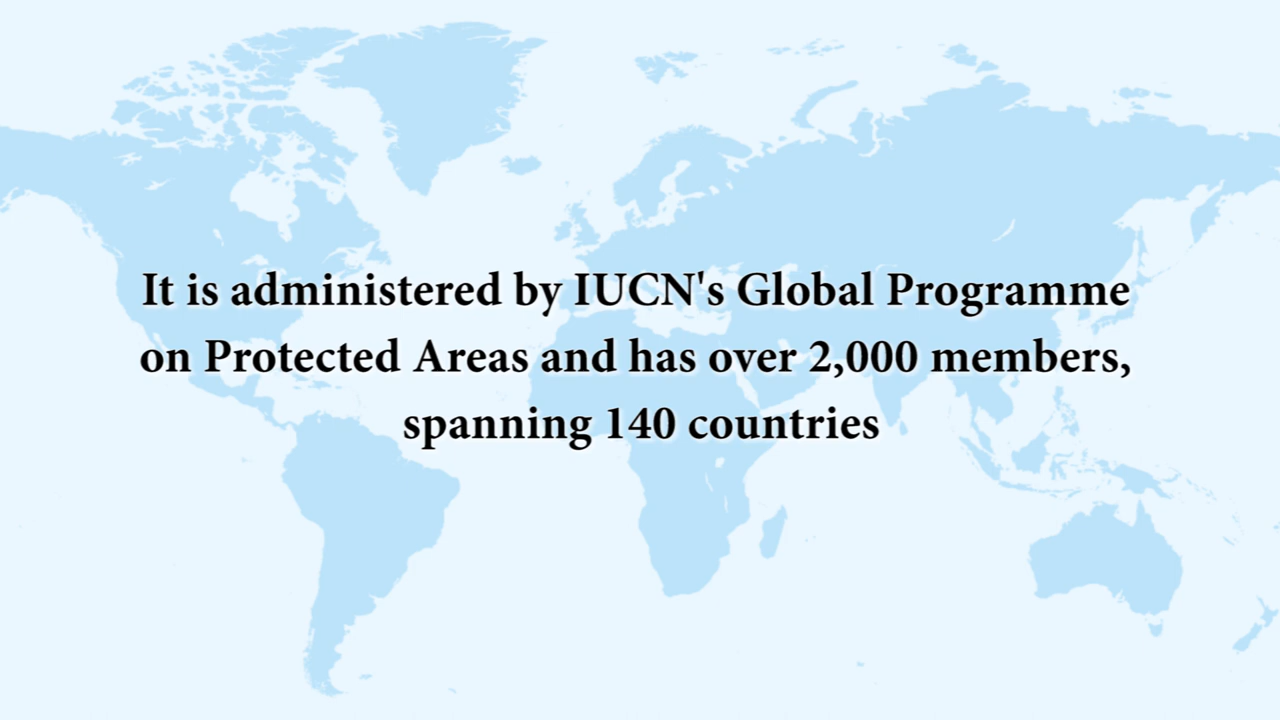 It is administered by IUCN's Global Programme
on Protected Areas and has over 2,000 members,
spanning 140 countries